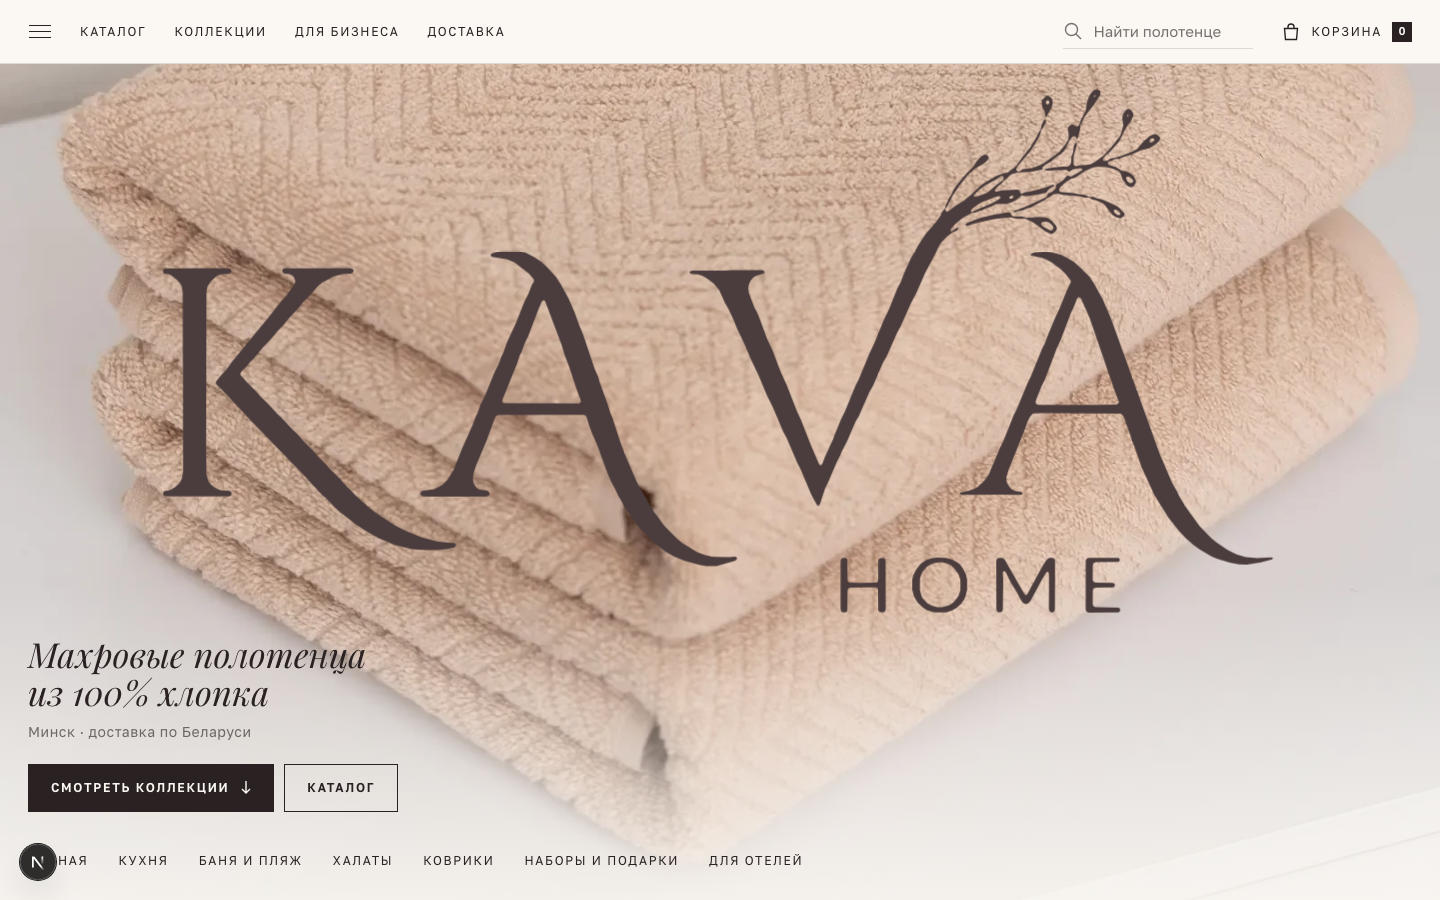 КАТАЛОГ
КОЛЛЕКЦИИ
ДЛЯ БИЗНЕСА
ДОСТАВКА
Найти полотенце
КОРЗИНА
0
KAVA
HOME
Махровые полотенца
из 100% хлопка
Минск · доставка по Беларуси
СМОТРЕТЬ КОЛЛЕКЦИИ ↓
КАТАЛОГ
N
НАЯ
КУХНЯ
БАНЯ И ПЛЯЖ
ХАЛАТЫ
КОВРИКИ
НАБОРЫ И ПОДАРКИ
ДЛЯ ОТЕЛЕЙ